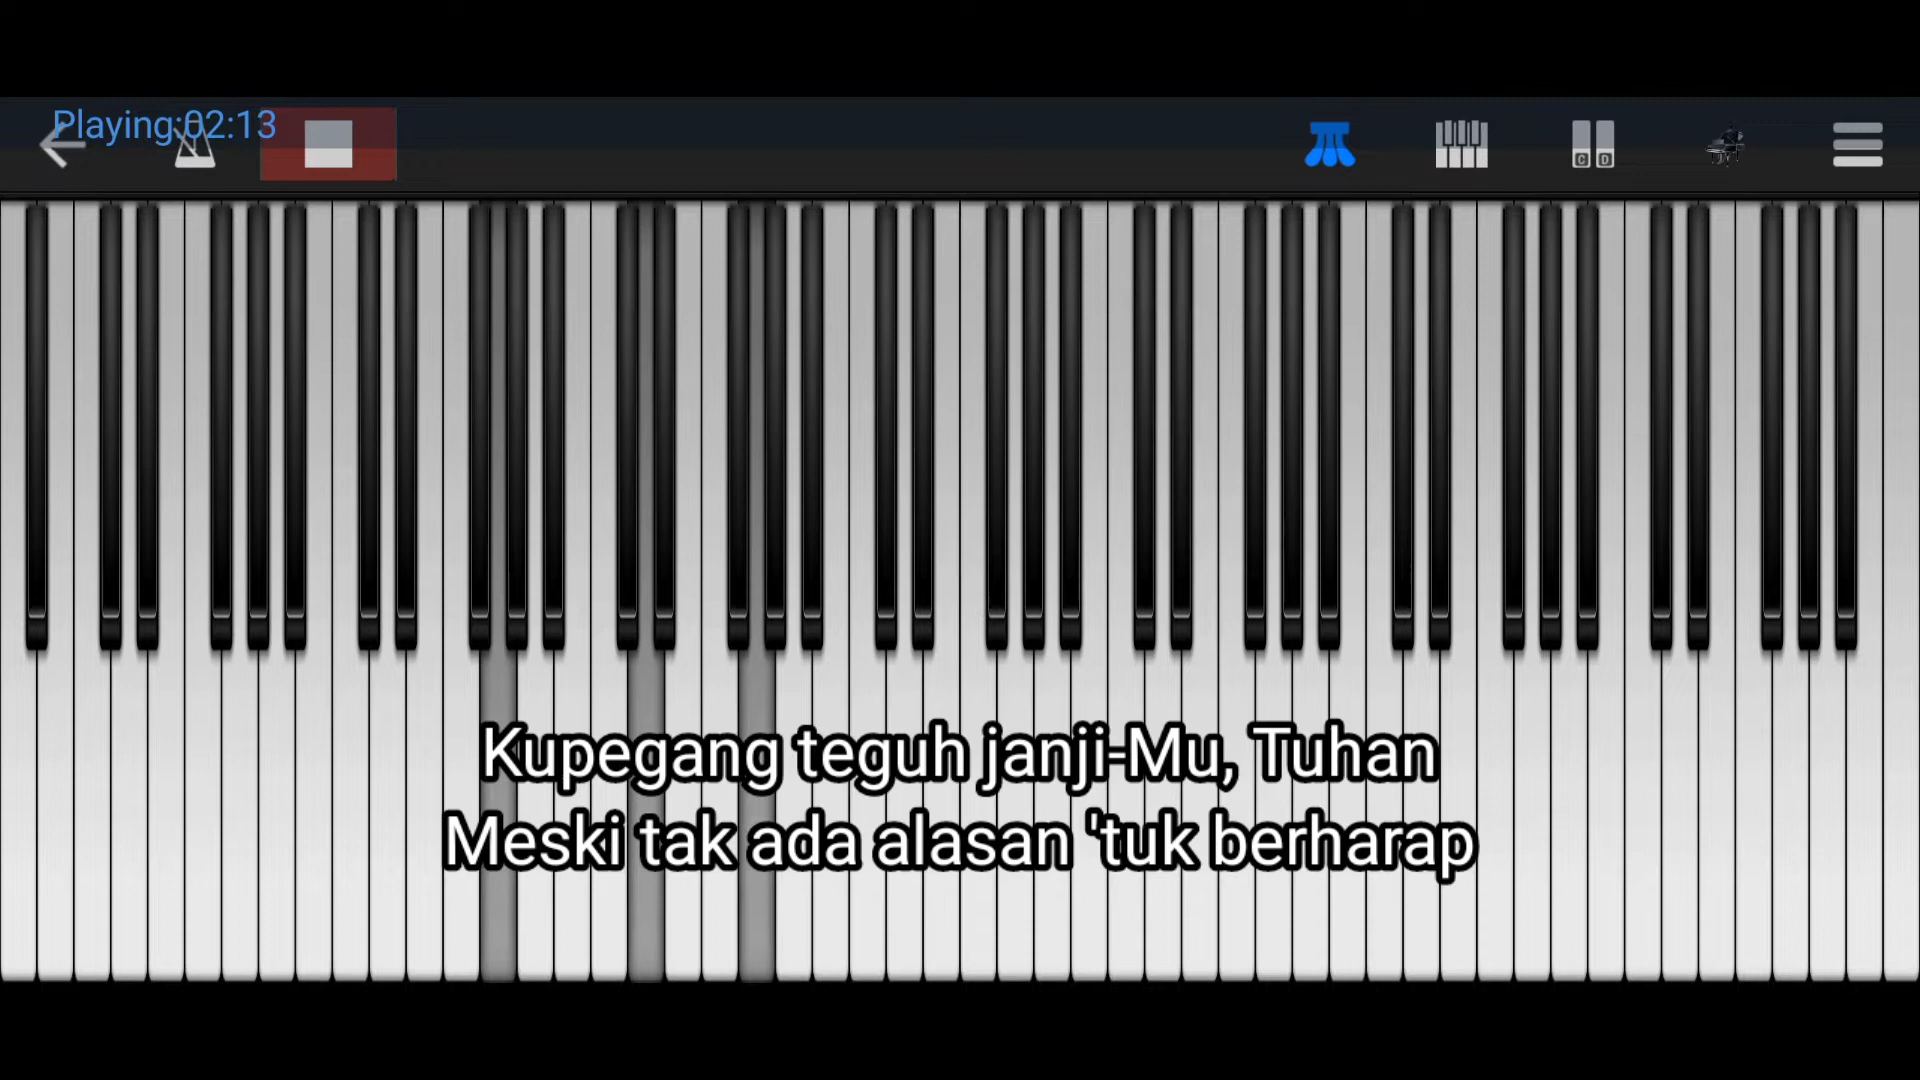 Playing:02:13
C D
Kupegang teguh janji-Mu, Tuhan
Meski tak ada alasan 'tuk berharap